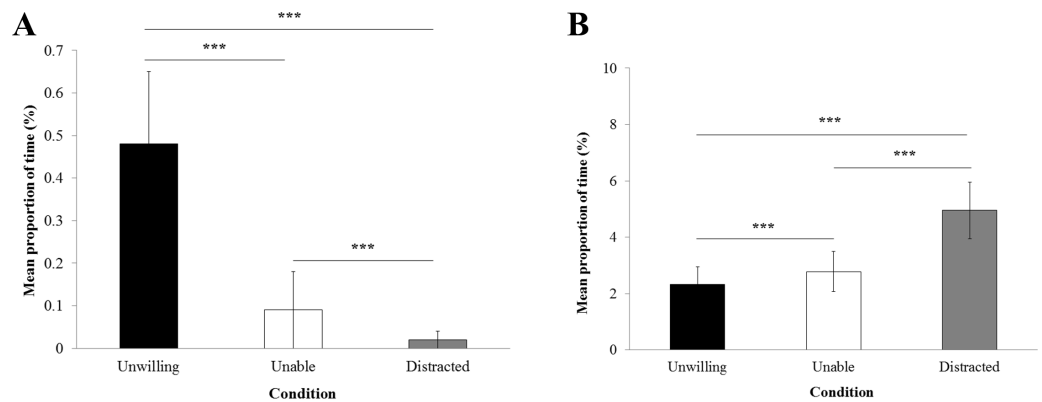 A
Mean proportion of time (%)
0.7
0.6
0.5
0.4
0.3
0.2
0.1
0
***
***
***
Unwilling Unable Distracted
Condition
B
Mean proportion of time (%)
10
8
6
4
2
0
***
***
***
Unwilling Unable Distracted
Condition